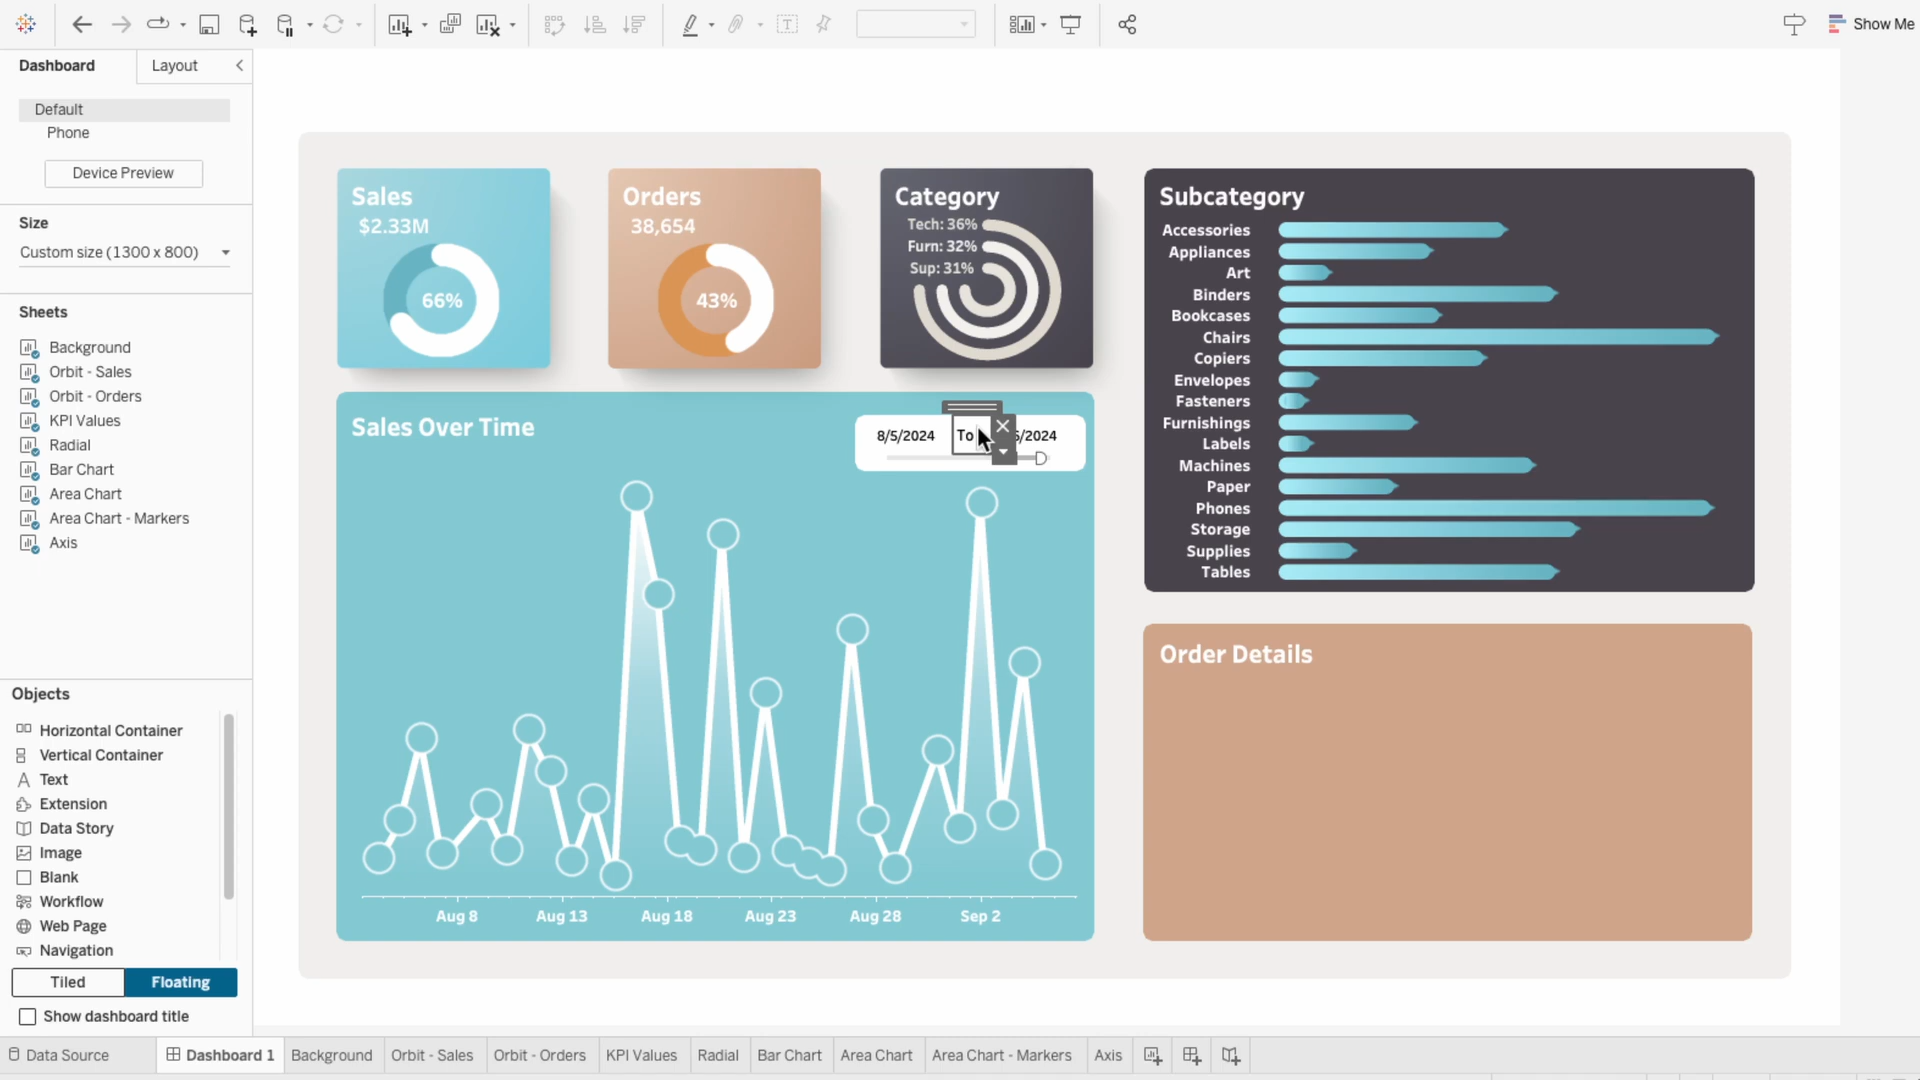 Show Me
Dashboard
Layout
Default
Phone
Device Preview
Size
Custom size (1300 x 800)
Sheets
Background
Orbit - Sales
Orbit - Orders
KPI Values
Radial
Bar Chart
Area Chart
Area Chart - Markers
Axis
Objects
Horizontal Container
Vertical Container
Text
Extension
Data Story
Image
Blank
Workflow
Web Page
Navigation
Tiled
Floating
Show dashboard title
Sales
$2.33M
66%
Orders
38,654
43%
Category
Tech: 36%
Furn: 32%
Sup: 31%
Subcategory
Accessories
Appliances
Art
Binders
Bookcases
Chairs
Copiers
Envelopes
Fasteners
Furnishings
Labels
Machines
Paper
Phones
Storage
Supplies
Tables
Sales Over Time
8/5/2024 To 6/2024
Aug 8 Aug 13 Aug 18 Aug 23 Aug 28 Sep 2
Order Details
Data Source Dashboard 1 Background Orbit - Sales Orbit - Orders KPI Values Radial Bar Chart Area Chart Area Chart - Markers Axis